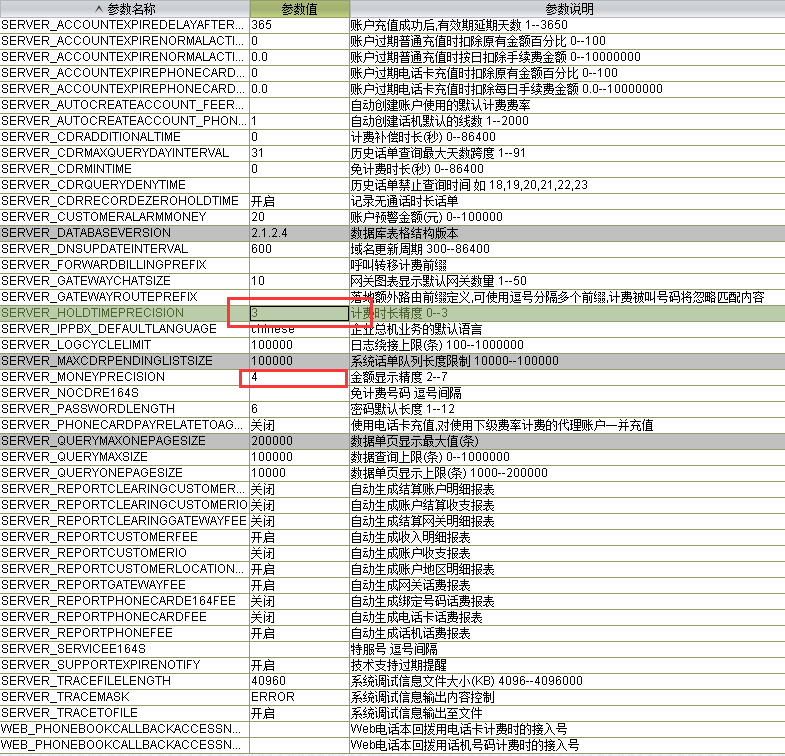 参数名称 参数值 参数说明
SERVER_ACCOUNTEXPIREDELAYAFTER... 365 账户充值成功后,有效期延期天数 1--3650
SERVER_ACCOUNTEXPIRENORMALACTI... 0 账户过期普通充值时扣除原有金额百分比 0--100
SERVER_ACCOUNTEXPIRENORMALACTI... 0.0 账户过期普通充值时按日扣除手续费金额 0--10000000
SERVER_ACCOUNTEXPIREPHONECARD... 0 账户过期电话卡充值时扣除原有金额百分比 0--100
SERVER_ACCOUNTEXPIREPHONECARD... 0.0 账户过期电话卡充值时扣除每日手续费金额 0.0--10000000
SERVER_AUTOCREATEACCOUNT_FEER... 自动创建账户使用的默认计费费率
SERVER_AUTOCREATEACCOUNT_PHON... 1 自动创建话机默认的线数 1--2000
SERVER_CDRADDITIONALTIME 0 计费补偿时长(秒) 0--86400
SERVER_CDRMAXQUERYDAYINTERVAL 31 历史话单查询最大天数跨度 1--91
SERVER_CDRMINTIME 0 免计费时长(秒) 0--86400
SERVER_CDRQUERYDENYTIME 历史话单禁止查询时间 如 18,19,20,21,22,23
SERVER_CDRRECORDEZEROHOLDTIME 开启 记录无通话时长话单
SERVER_CUSTOMERALARMMONEY 20 账户预警金额(元) 0--100000
SERVER_DATABASEVERSION 2.1.2.4 数据库表格结构版本
SERVER_DNSUPDATEINTERVAL 600 域名更新周期 300--86400
SERVER_FORWARDBILLINGPREFIX 呼叫转移计费前缀
SERVER_GATEWAYCHATSIZE 10 网关图表显示默认网关数量 1--50
SERVER_GATEWAYROUTEPREFIX 落地额外路由前缀定义,可使用逗号分隔多个前缀,计费被叫号码将忽略匹配内容
SERVER_HOLDTIMEPRECISION 3 计费时长精度 0--3
SERVER_IPPBX_DEFAULTLANGUAGE chinese 企业总机业务的默认语言
SERVER_LOGCYCLELIMIT 100000 日志绕接上限(条) 100--1000000
SERVER_MAXCDRPENDINGLISTSIZE 100000 系统话单队列长度限制 10000--100000
SERVER_MONEYPRECISION 4 金额显示精度 2--7
SERVER_NOCDRE164S 免计费号码 逗号间隔
SERVER_PASSWORDLENGTH 6 密码默认长度 1--12
SERVER_PHONECARDPAYRELATETOAG... 关闭 使用电话卡充值,对使用下级费率计费的代理账户一并充值
SERVER_QUERYMAXONEPAGESIZE 200000 数据单页显示最大值(条)
SERVER_QUERYMAXSIZE 100000 数据查询上限(条) 0--1000000
SERVER_QUERYONEPAGESIZE 10000 数据单页显示上限(条) 1000--200000
SERVER_REPORTCLEARINGCUSTOMER... 关闭 自动生成结算账户明细报表
SERVER_REPORTCLEARINGCUSTOMERIO 关闭 自动生成账户结算收支报表
SERVER_REPORTCLEARINGGATEWAYFEE 关闭 自动生成结算网关明细报表
SERVER_REPORTCUSTOMERFEE 开启 自动生成收入明细报表
SERVER_REPORTCUSTOMERIO 关闭 自动生成账户收支报表
SERVER_REPORTCUSTOMERLOCATION... 开启 自动生成账户地区明细报表
SERVER_REPORTGATEWAYFEE 开启 自动生成网关话费报表
SERVER_REPORTPHONECARDE164FEE 关闭 自动生成绑定号码话费报表
SERVER_REPORTPHONECARDFEE 关闭 自动生成电话卡话费报表
SERVER_REPORTPHONEFEE 开启 自动生成话机话费报表
SERVER_SERVICEE164S 特服号 逗号间隔
SERVER_SUPPORTEXPIRENOTIFY 开启 技术支持过期提醒
SERVER_TRACEFILELENGTH 40960 系统调试信息文件大小(KB) 4096--4096000
SERVER_TRACEMASK ERROR 系统调试信息输出内容控制
SERVER_TRACETOFILE 开启 系统调试信息输出至文件
WEB_PHONEBOOKCALLBACKACCESSN... Web电话本回拨用电话卡计费时的接入号
WEB_PHONEBOOKCALLBACKACCESSN... Web电话本回拨用话机号码计费时的接入号